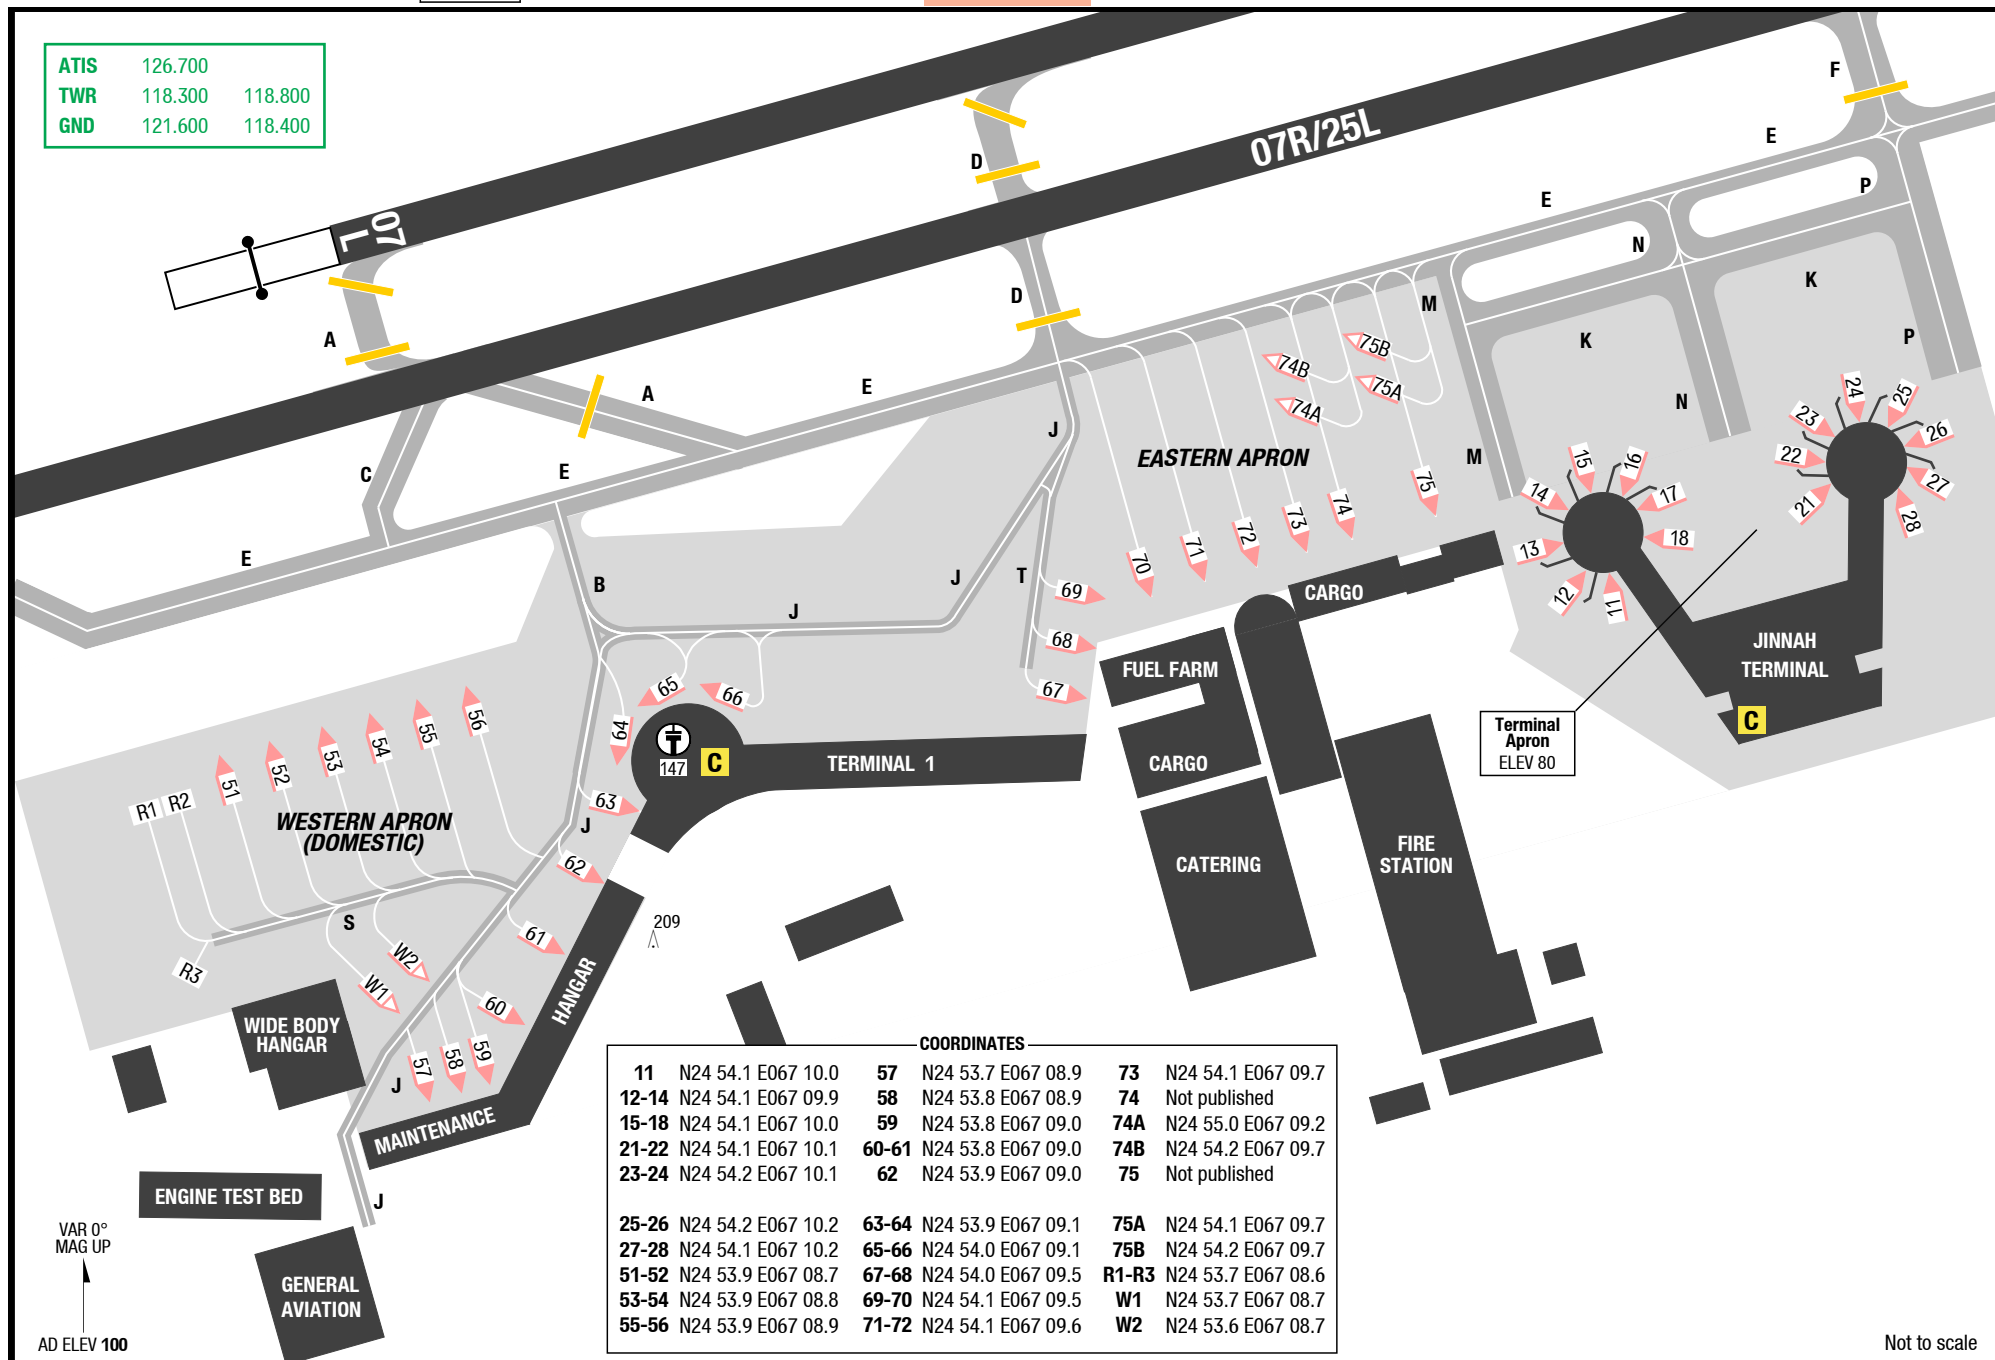 ATIS 126.700
TWR 118.300 118.800
GND 121.600 118.400
07R/25L
07
L
F
E
P
D
E
N
K
K
P
A
D
M
75B
74B
75A
74A
A
E
J
EASTERN APRON
M
N
24
25
23
26
22
27
21
28
15
16
14
17
18
13
12
11
C
E
E
75
74
73
72
71
70
B
J
J
T
69
68
67
CARGO
FUEL FARM
CARGO
JINNAH
TERMINAL
C
Terminal
Apron
ELEV 80
65
66
64
147
C
TERMINAL 1
56
55
54
53
52
51
R1
R2
WESTERN APRON
(DOMESTIC)
63
J
62
CATERING
FIRE
STATION
S
61
209
W2
W1
R3
60
HANGAR
WIDE BODY
HANGAR
59
58
57
J
MAINTENANCE
ENGINE TEST BED
J
GENERAL
AVIATION
VAR 0°
MAG UP
AD ELEV 100
COORDINATES
11 N24 54.1 E067 10.0 57 N24 53.7 E067 08.9 73 N24 54.1 E067 09.7
12-14 N24 54.1 E067 09.9 58 N24 53.8 E067 08.9 74 Not published
15-18 N24 54.1 E067 10.0 59 N24 53.8 E067 09.0 74A N24 55.0 E067 09.2
21-22 N24 54.1 E067 10.1 60-61 N24 53.8 E067 09.0 74B N24 54.2 E067 09.7
23-24 N24 54.2 E067 10.1 62 N24 53.9 E067 09.0 75 Not published
25-26 N24 54.2 E067 10.2 63-64 N24 53.9 E067 09.1 75A N24 54.1 E067 09.7
27-28 N24 54.1 E067 10.2 65-66 N24 54.0 E067 09.1 75B N24 54.2 E067 09.7
51-52 N24 53.9 E067 08.7 67-68 N24 54.0 E067 09.5 R1-R3 N24 53.7 E067 08.6
53-54 N24 53.9 E067 08.8 69-70 N24 54.1 E067 09.5 W1 N24 53.7 E067 08.7
55-56 N24 53.9 E067 08.9 71-72 N24 54.1 E067 09.6 W2 N24 53.6 E067 08.7
Not to scale